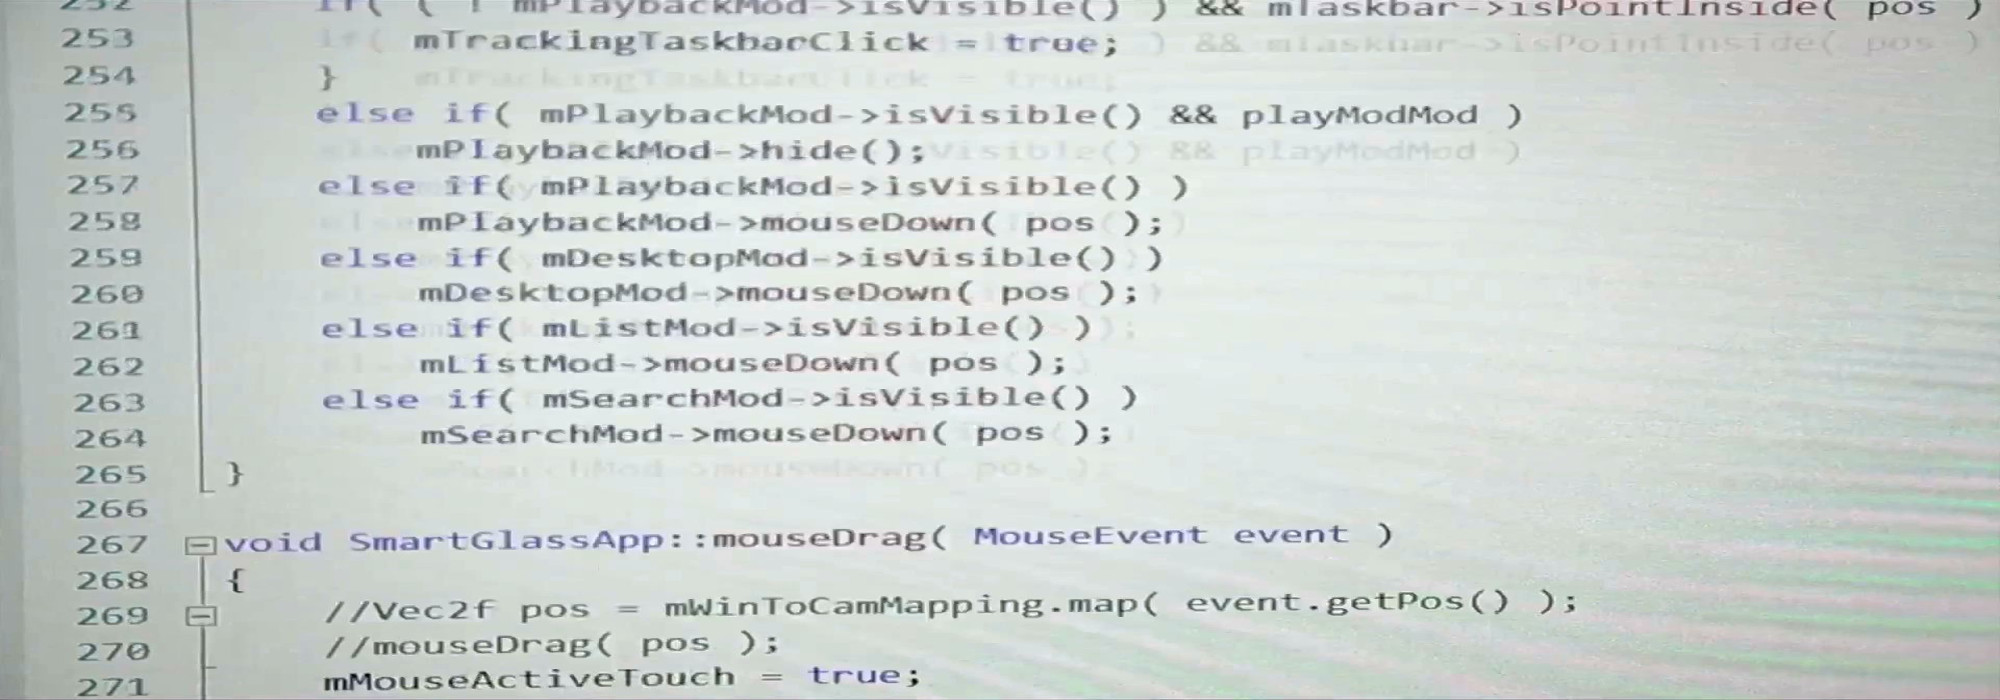 252 if( ( ! mPlaybackMod->isVisible() ) && mTaskbar->isPointInside( pos )
253 mTrackingTaskbarClick = true;
254 }
255 else if( mPlaybackMod->isVisible() && playModMod )
256 mPlaybackMod->hide();
257 else if( mPlaybackMod->isVisible() )
258 mPlaybackMod->mouseDown( pos );
259 else if( mDesktopMod->isVisible() )
260 mDesktopMod->mouseDown( pos );
261 else if( mListMod->isVisible() )
262 mListMod->mouseDown( pos );
263 else if( mSearchMod->isVisible() )
264 mSearchMod->mouseDown( pos );
265 }
266
267 void SmartGlassApp::mouseDrag( MouseEvent event )
268 {
269 //Vec2f pos = mWinToCamMapping.map( event.getPos() );
270 //mouseDrag( pos );
271 mMouseActiveTouch = true;